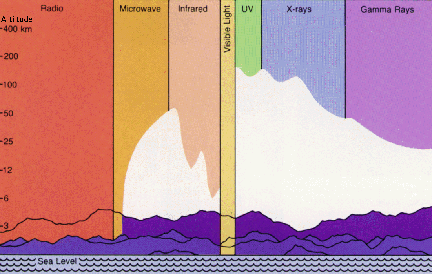 Radio
Microwave
Infrared
Visible Light
UV
X-rays
Gamma Rays
Altitude
400 km
200
100
50
25
12
6
3
Sea Level